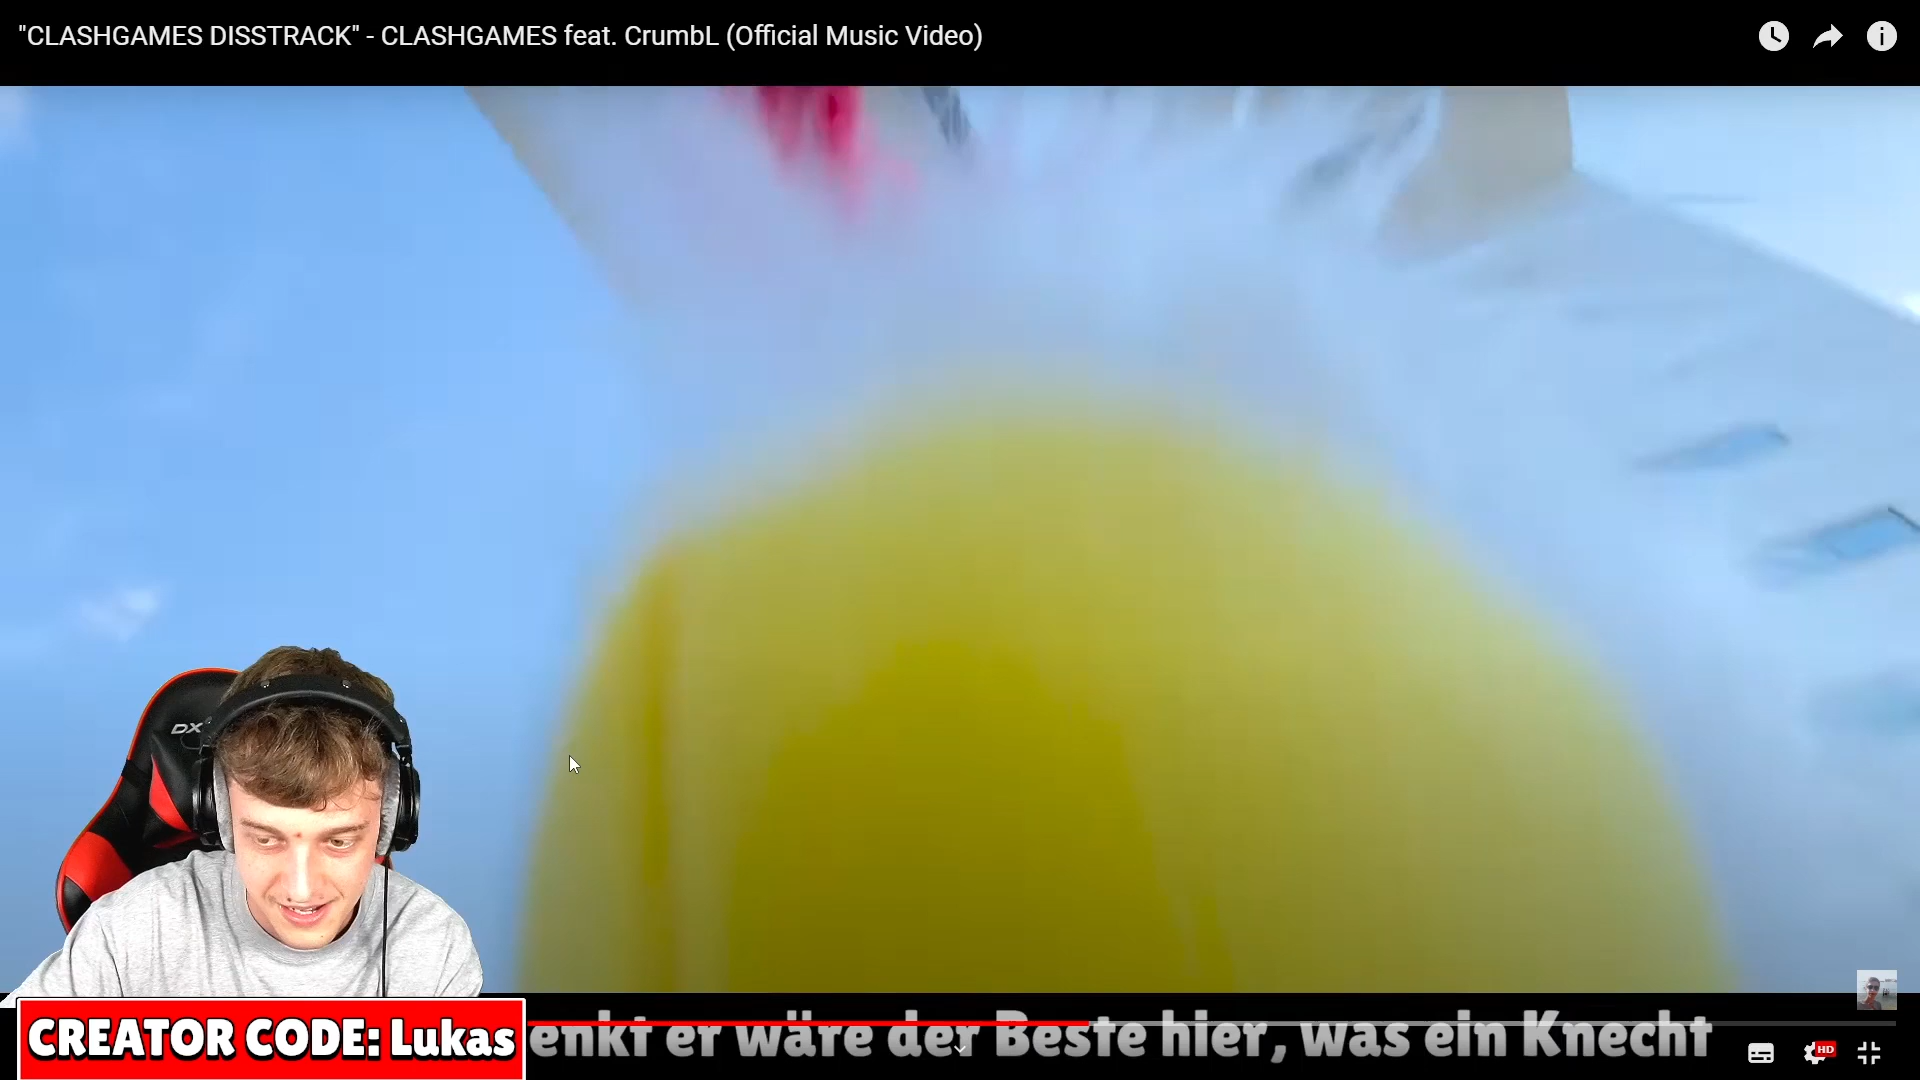 "CLASHGAMES DISSTRACK" - CLASHGAMES feat. CrumbL (Official Music Video)
DX
CREATOR CODE: Lukas
enkt er wäre der Beste hier, was ein Knecht
HD